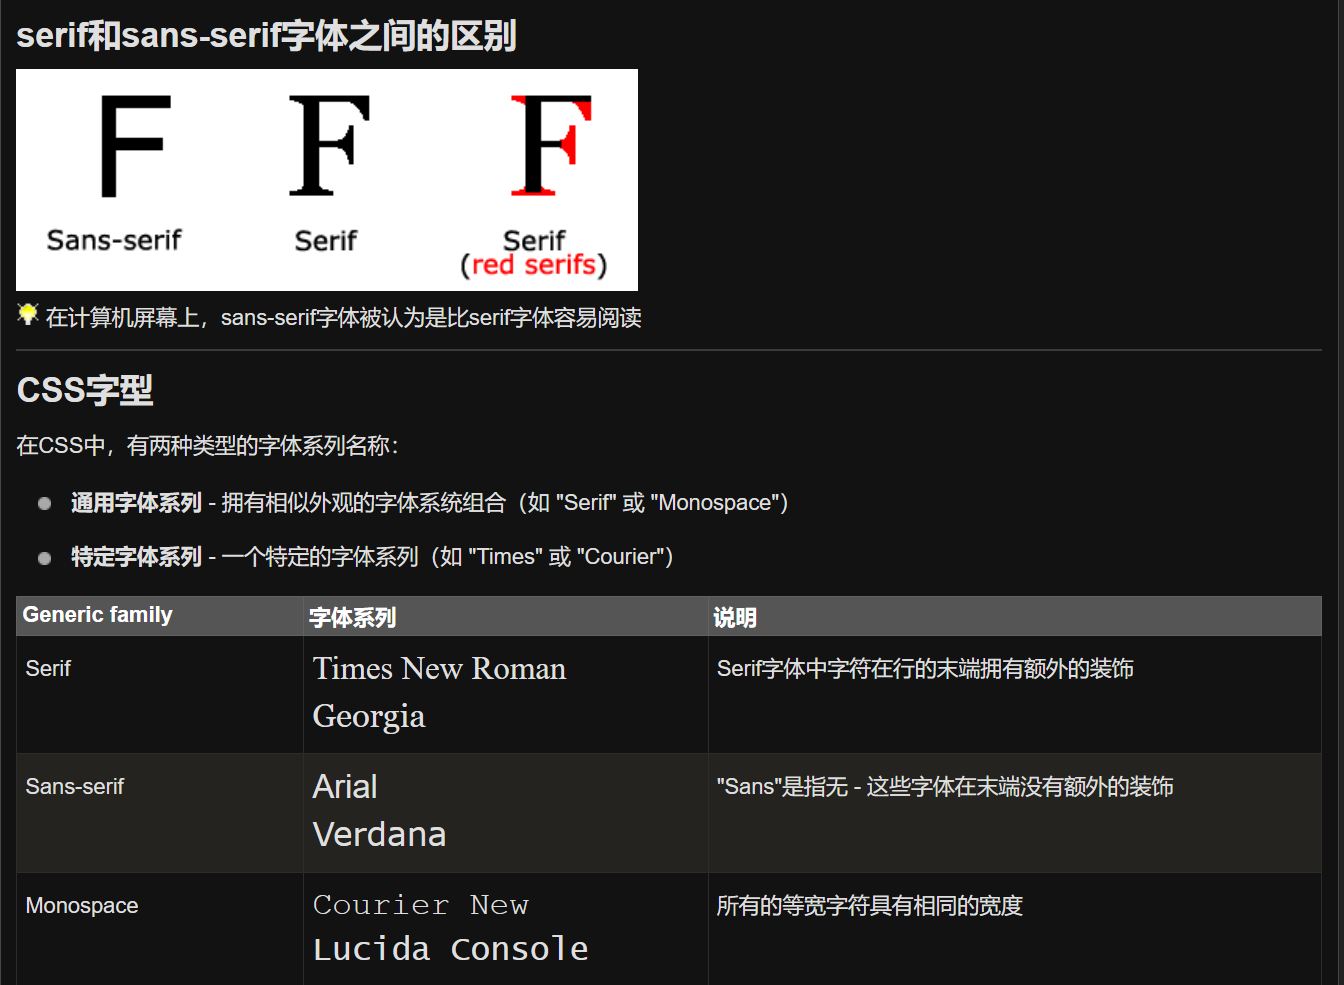 serif和sans-serif字体之间的区别
F F F
Sans-serif Serif Serif
(red serifs)
在计算机屏幕上，sans-serif字体被认为是比serif字体容易阅读
CSS字型
在CSS中，有两种类型的字体系列名称：
通用字体系列 - 拥有相似外观的字体系统组合（如 "Serif" 或 "Monospace"）
特定字体系列 - 一个特定的字体系列（如 "Times" 或 "Courier"）
Generic family 字体系列 说明
Serif Times New Roman Serif字体中字符在行的末端拥有额外的装饰
Georgia
Sans-serif Arial "Sans"是指无 - 这些字体在末端没有额外的装饰
Verdana
Monospace Courier New 所有的等宽字符具有相同的宽度
Lucida Console